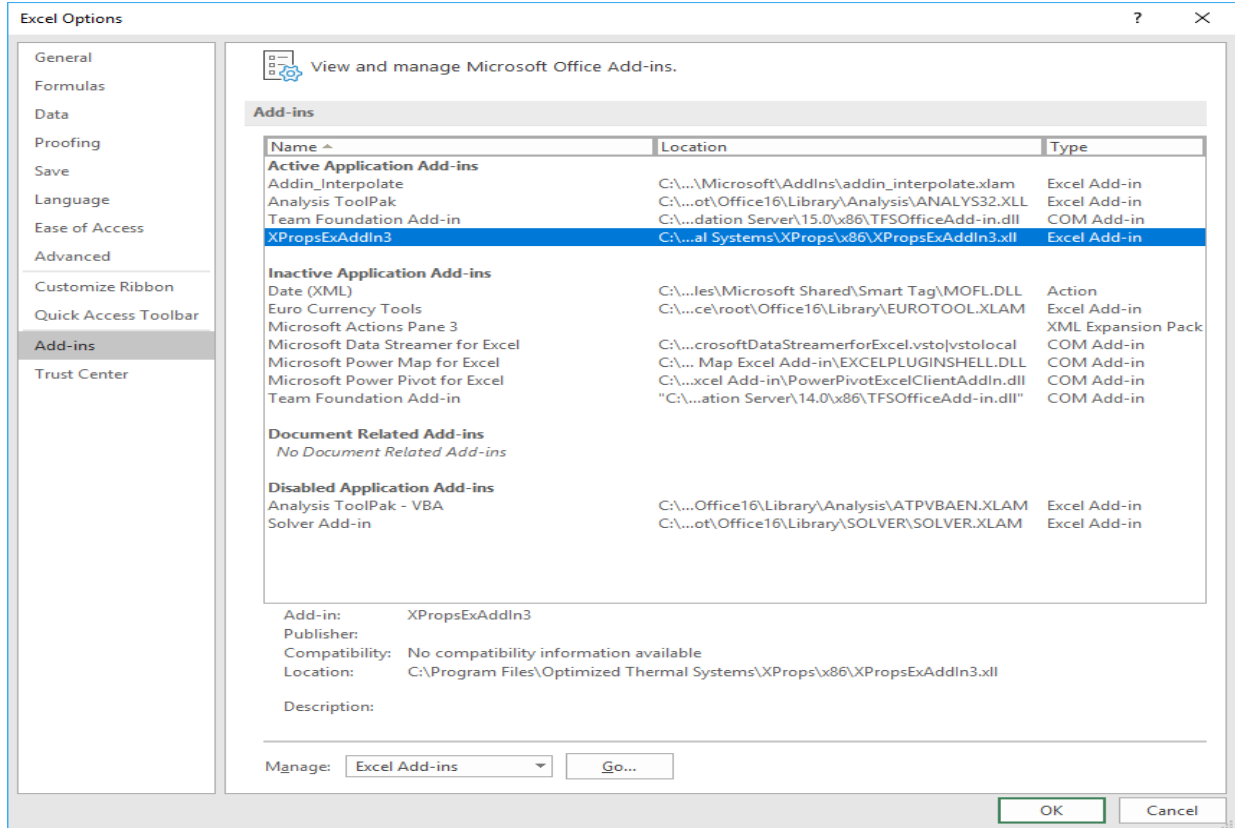 Excel Options
?
General
Formulas
Data
Proofing
Save
Language
Ease of Access
Advanced
Customize Ribbon
Quick Access Toolbar
Add-ins
Trust Center
View and manage Microsoft Office Add-ins.
Add-ins
Name Location Type
Active Application Add-ins
Addin_Interpolate C:\...\Microsoft\AddIns\addin_interpolate.xlam Excel Add-in
Analysis ToolPak C:\...ot\Office16\Library\Analysis\ANALYS32.XLL Excel Add-in
Team Foundation Add-in C:\...dation Server\15.0\x86\TFSOfficeAdd-in.dll COM Add-in
XPropsExAddIn3 C:\...al Systems\XProps\x86\XPropsExAddIn3.xll Excel Add-in
Inactive Application Add-ins
Date (XML) C:\...les\Microsoft Shared\Smart Tag\MOFL.DLL Action
Euro Currency Tools C:\...ce\root\Office16\Library\EUROTOOL.XLAM Excel Add-in
Microsoft Actions Pane 3 XML Expansion Pack
Microsoft Data Streamer for Excel C:\...crosoftDataStreamerforExcel.vsto|vstolocal COM Add-in
Microsoft Power Map for Excel C:\... Map Excel Add-in\EXCELPLUGINSHELL.DLL COM Add-in
Microsoft Power Pivot for Excel C:\...xcel Add-in\PowerPivotExcelClientAddIn.dll COM Add-in
Team Foundation Add-in "C:\...ation Server\14.0\x86\TFSOfficeAdd-in.dll" COM Add-in
Document Related Add-ins
No Document Related Add-ins
Disabled Application Add-ins
Analysis ToolPak - VBA C:\...Office16\Library\Analysis\ATPVBAEN.XLAM Excel Add-in
Solver Add-in C:\...ot\Office16\Library\SOLVER\SOLVER.XLAM Excel Add-in
Add-in: XPropsExAddIn3
Publisher:
Compatibility: No compatibility information available
Location: C:\Program Files\Optimized Thermal Systems\XProps\x86\XPropsExAddIn3.xll
Description:
Manage: Excel Add-ins Go...
OK Cancel